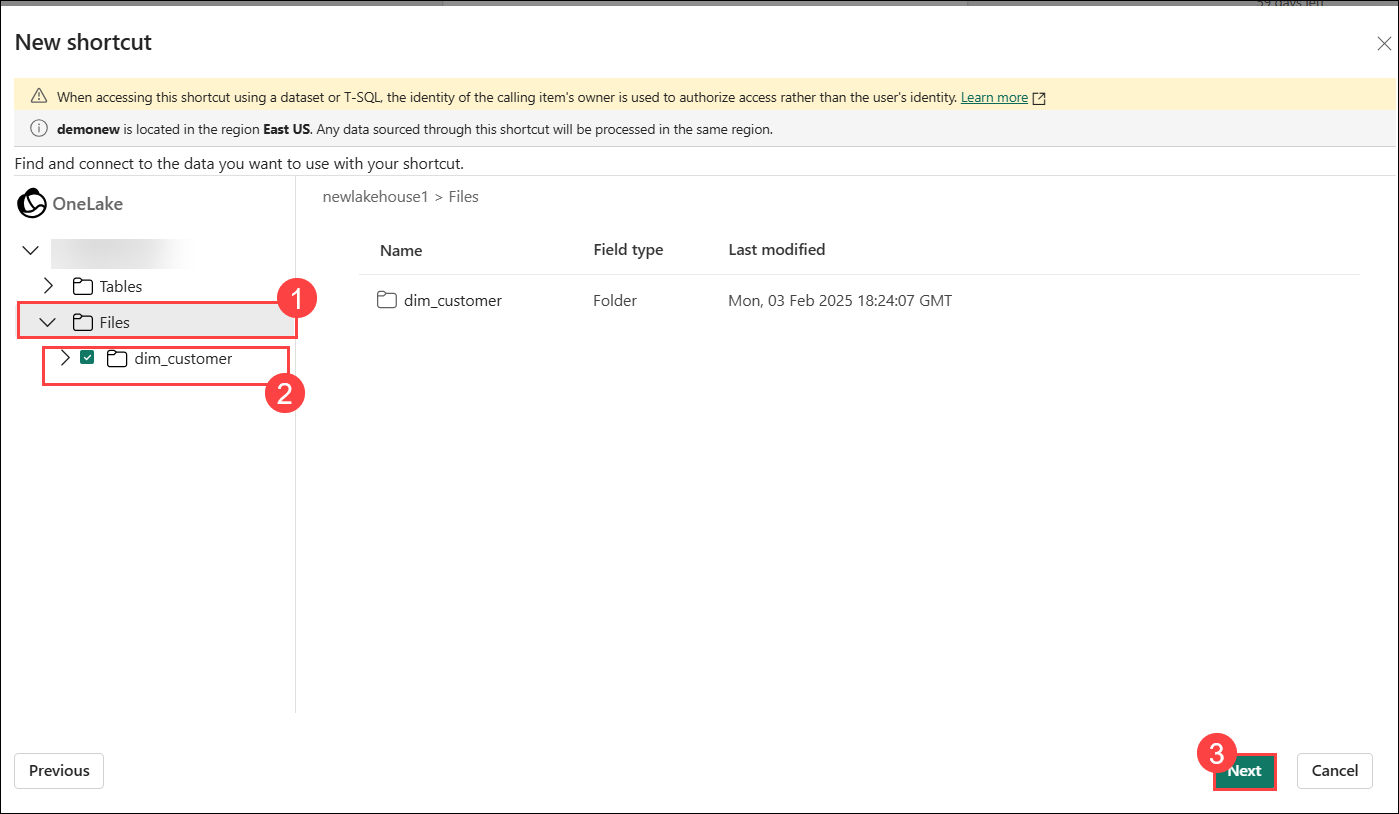 59 days left
New shortcut
When accessing this shortcut using a dataset or T-SQL, the identity of the calling item's owner is used to authorize access rather than the user's identity. Learn more
demonew is located in the region East US. Any data sourced through this shortcut will be processed in the same region.
Find and connect to the data you want to use with your shortcut.
OneLake
newlakehouse1 > Files
Name Field type Last modified
Tables
1
dim_customer Folder Mon, 03 Feb 2025 18:24:07 GMT
Files
dim_customer
2
3
Previous
Next
Cancel